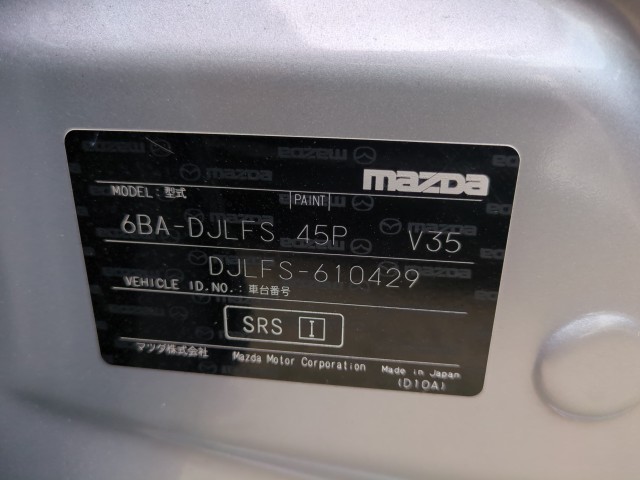 mazda
MODEL:型式 PAINT
6BA-DJLFS 45P V35
DJLFS-610429
VEHICLE ID.NO.:車台番号
SRS I
マツダ株式会社 Mazda Motor Corporation Made in Japan
(D10A)